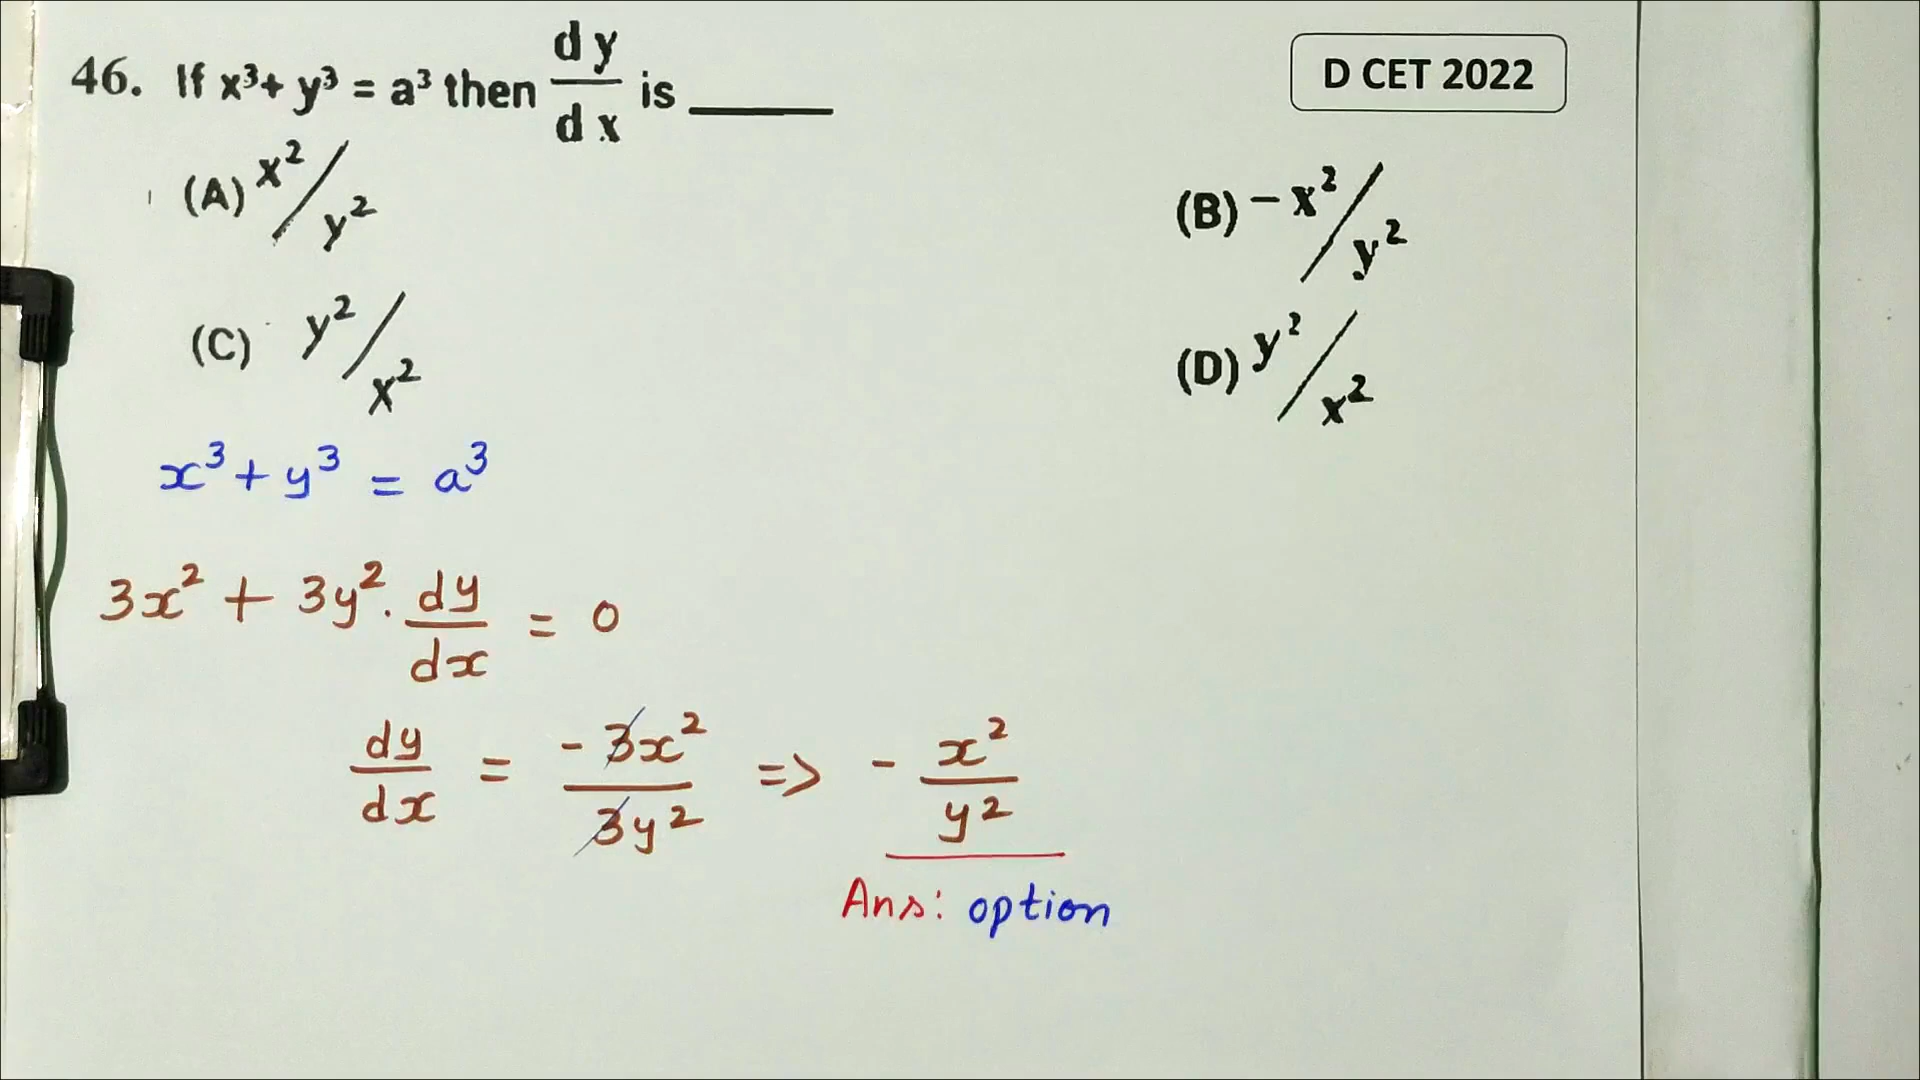 46. If x³+ y³ = a³ then dy/dx is ______
D CET 2022
(A) x²/y²
(B) -x²/y²
(C) y²/x²
(D) y²/x²
x³ + y³ = a³
3x² + 3y². dy/dx = 0
dy/dx = -3x²/3y² => - x²/y²
Ans: option